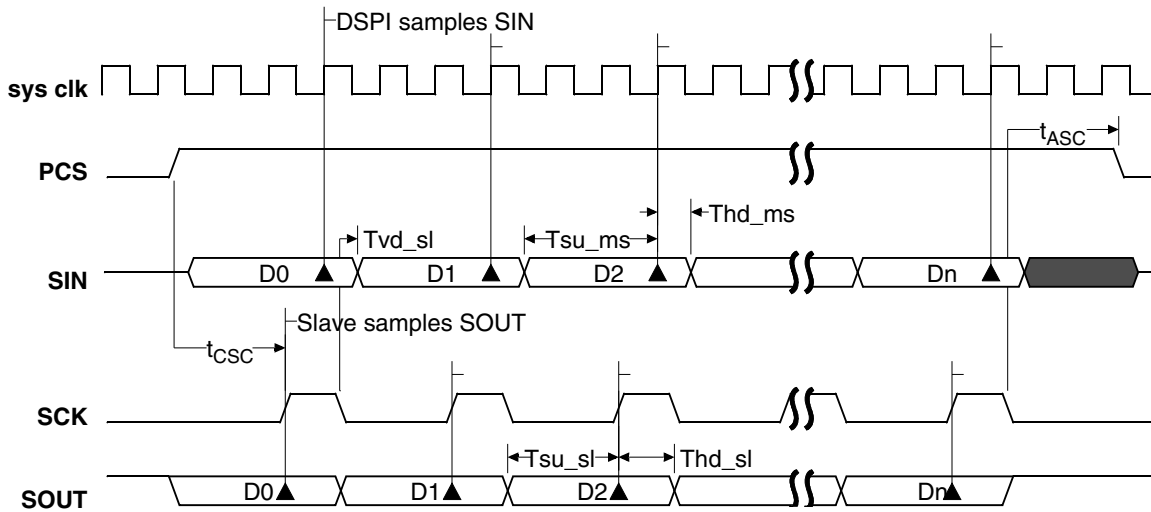 DSPI samples SIN
sys clk
t_ASC
PCS
Thd_ms
Tvd_sl
Tsu_ms
SIN
D0 D1 D2 Dn
Slave samples SOUT
t_CSC
SCK
Tsu_sl Thd_sl
SOUT
D0 D1 D2 Dn